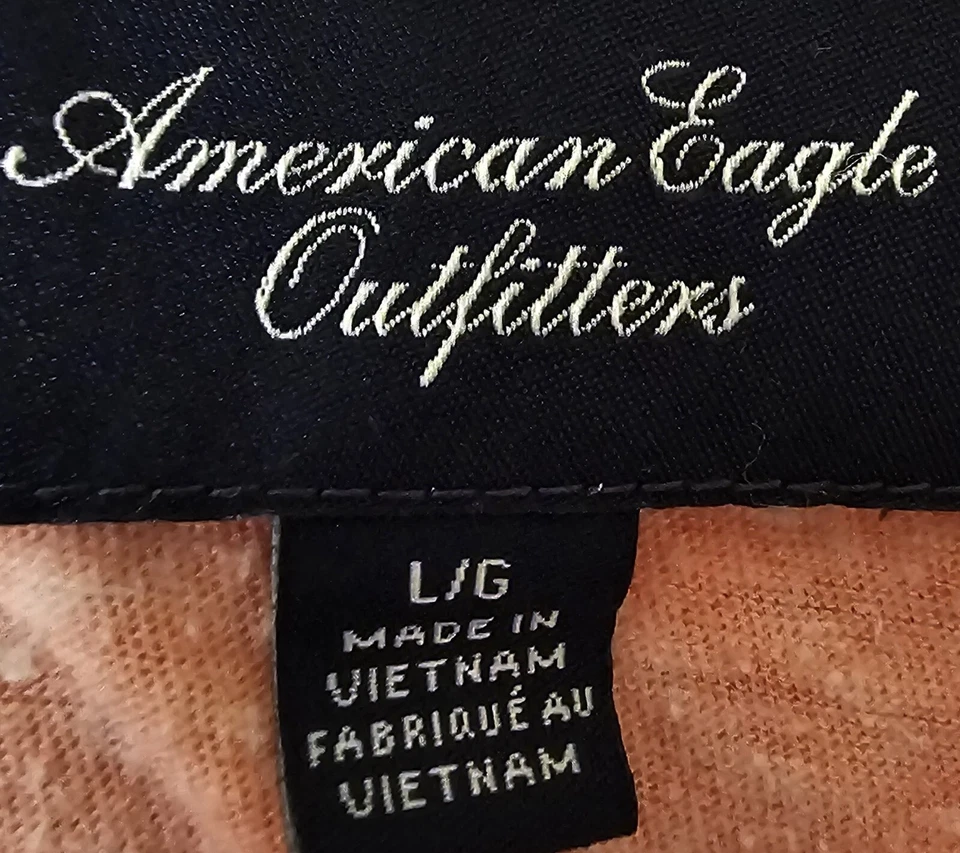 American Eagle
Outfitters
L/G
MADE IN
VIETNAM
FABRIQUÉ AU
VIETNAM